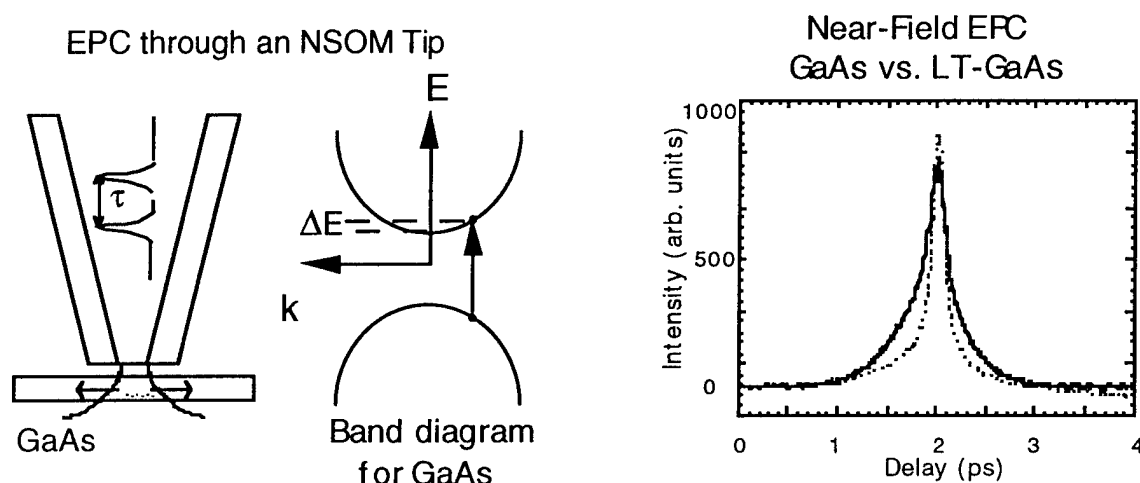 EPC through an NSOM Tip
τ
GaAs
E
ΔE
k
Band diagram
for GaAs
Near-Field EPC
GaAs vs. LT-GaAs
Intensity (arb. units)
1000
500
0
0 1 2 3 4
Delay (ps)